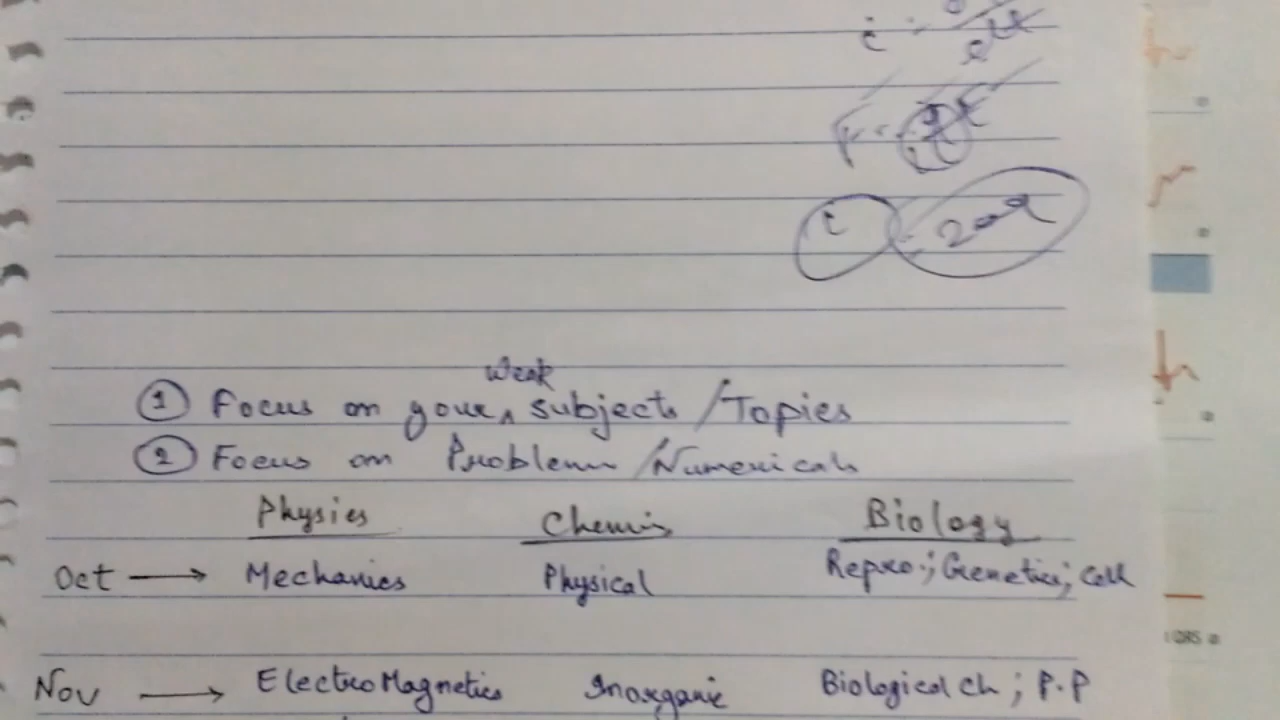 ① Focus on your ^ weak subjects / Topics
② Focus on Problem / Numericals
Physics Chemis Biology
Oct → Mechanics Physical Repro.; Genetics; Cell
Nov → ElectroMagnetics Inorganic Biological Ch ; P.P